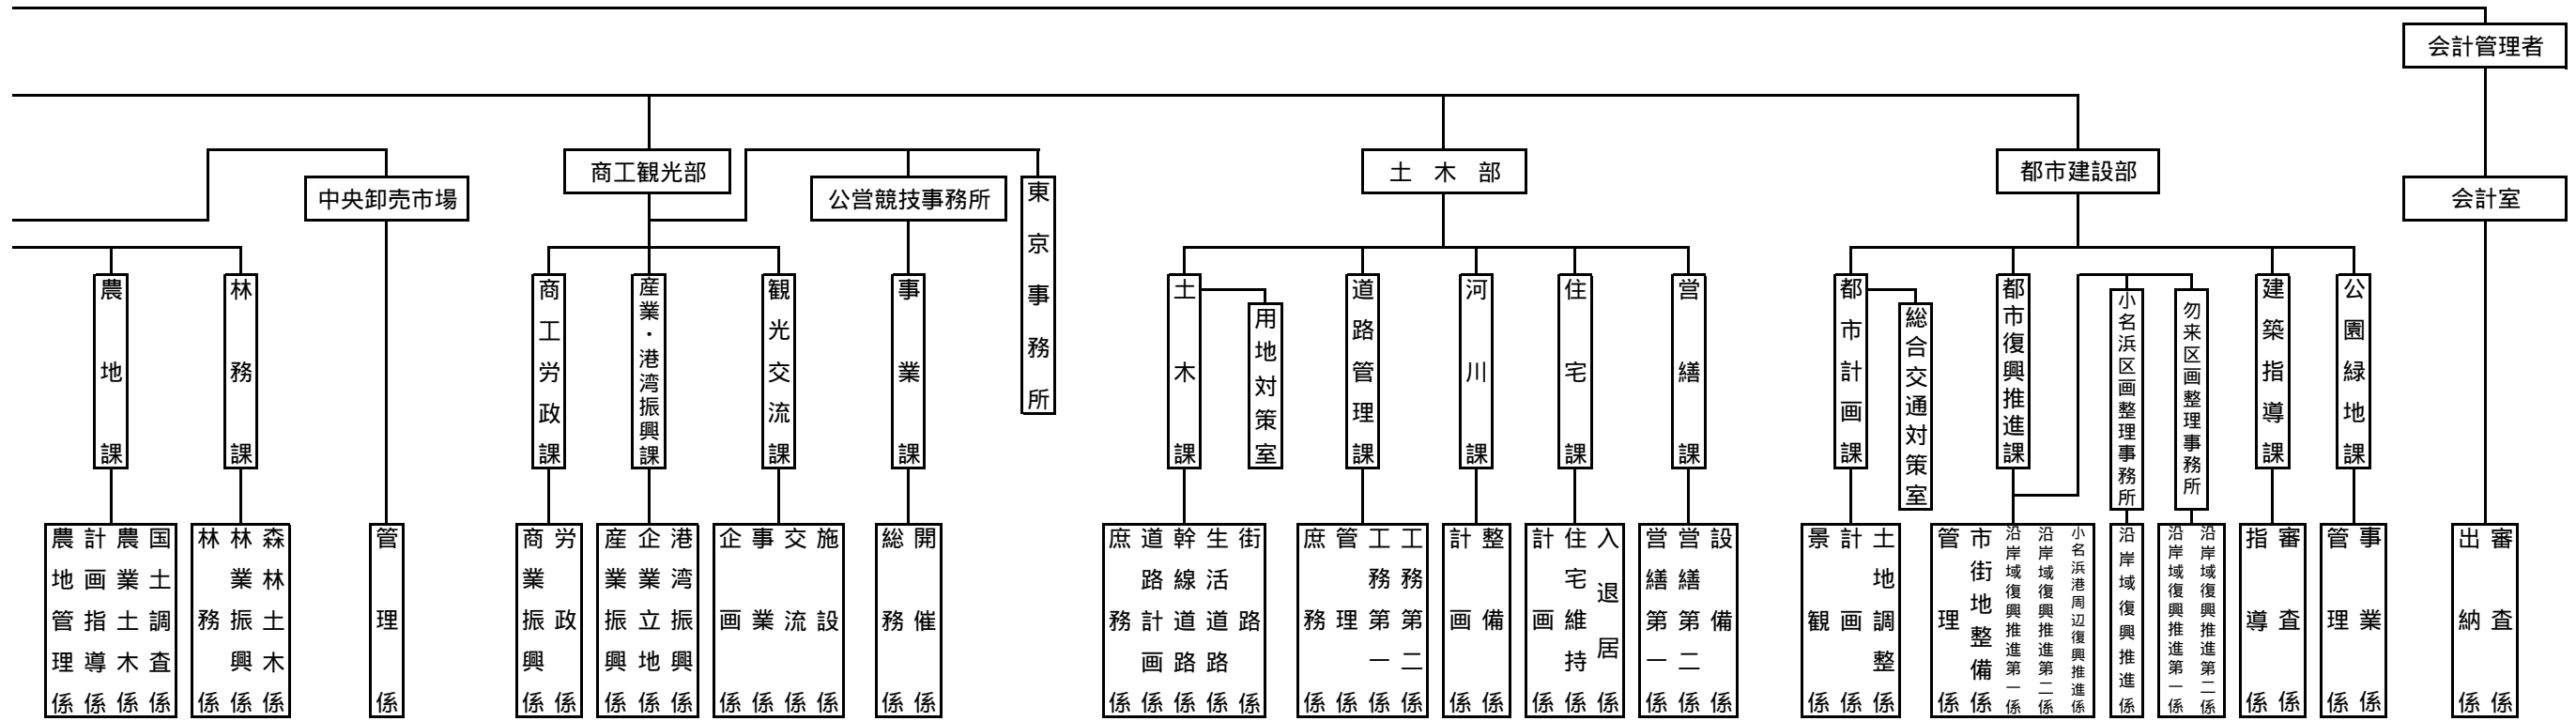 会計管理者
商工観光部
土木部
都市建設部
中央卸売市場
公営競技事務所
東京事務所
会計室
農地課
林務課
商工労政課
産業・港湾振興課
観光交流課
事業課
土木課
用地対策室
道路管理課
河川課
住宅課
営繕課
都市計画課
総合交通対策室
都市復興推進課
小名浜区画整理事務所
勿来区画整理事務所
建築指導課
公園緑地課
農地管理係
計画指導係
農業土木係
国土調査係
林務係
林業振興係
森林土木係
管理係
商業振興係
労政係
産業振興係
企業立地係
港湾振興係
企画係
事業係
交流係
施設係
総務係
開催係
庶務係
道路計画係
幹線道路係
生活道路係
街路係
庶務係
管理係
工務第一係
工務第二係
計画係
整備係
計画係
住宅維持係
入退居係
営繕第一係
営繕第二係
設備係
景観係
計画係
土地調整係
管理係
市街地整備係
沿岸域復興推進第一係
沿岸域復興推進第二係
小名浜港周辺復興推進係
沿岸域復興推進係
沿岸域復興推進第一係
沿岸域復興推進第二係
指導係
審査係
管理係
事業係
出納係
審査係